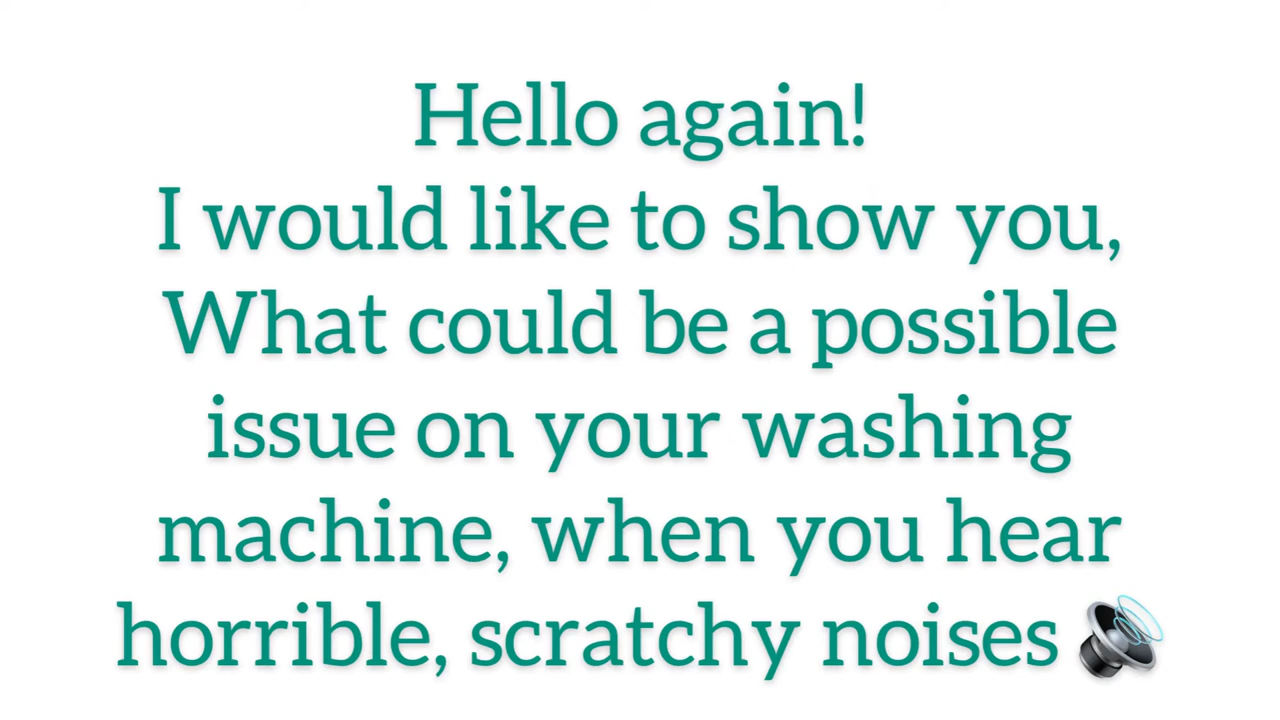 Hello again!
I would like to show you,
What could be a possible
issue on your washing
machine, when you hear
horrible, scratchy noises 🔊